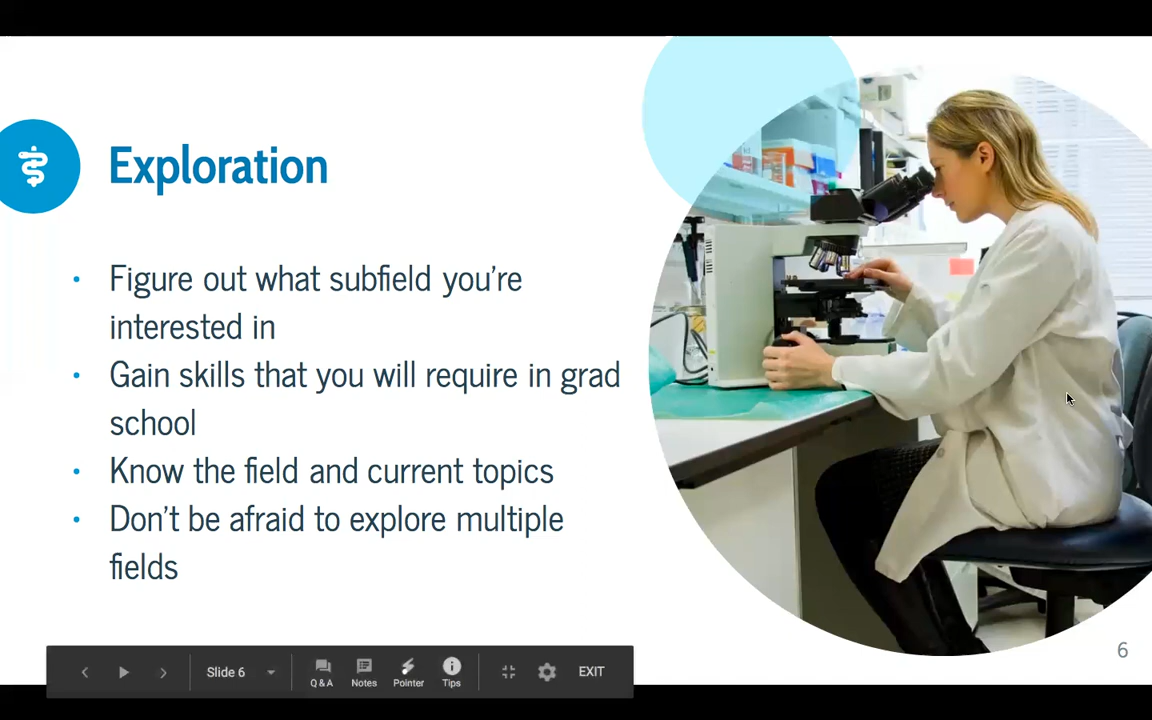 Exploration
• Figure out what subfield you're
interested in
• Gain skills that you will require in grad
school
• Know the field and current topics
• Don't be afraid to explore multiple
fields
6
Slide 6
Q & A
Notes
Pointer
Tips
EXIT